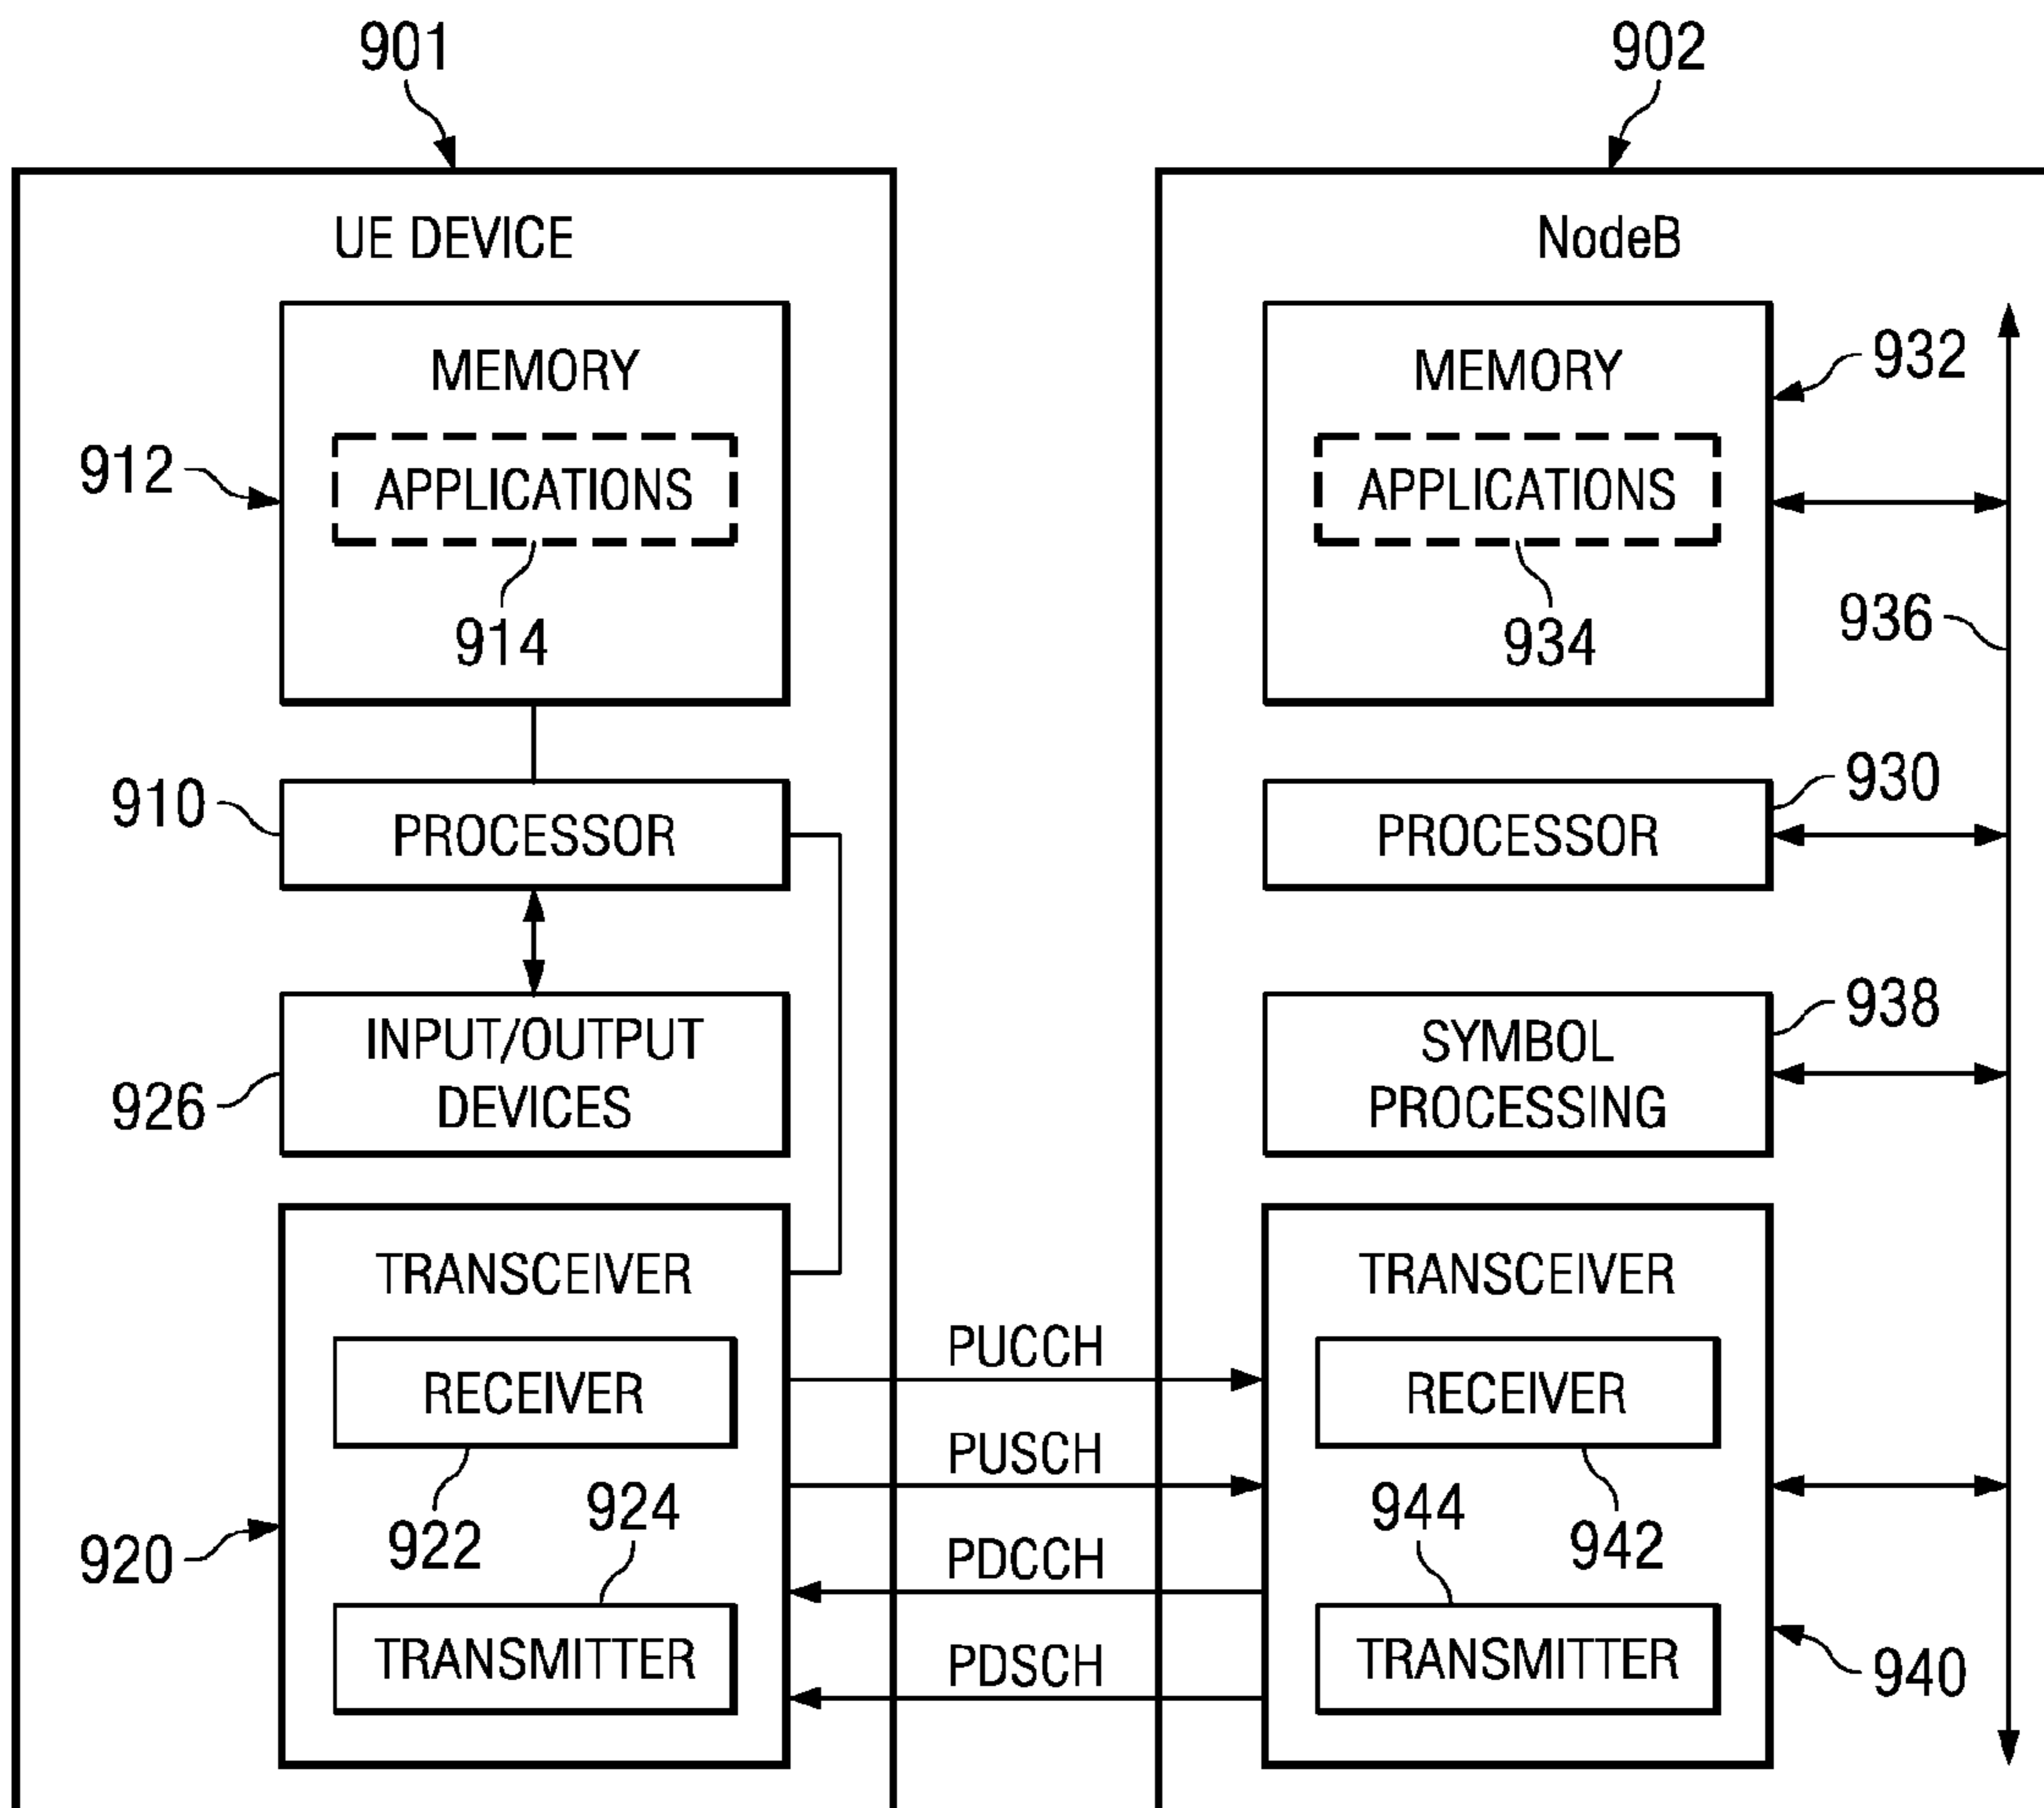 901
902
UE DEVICE
NodeB
MEMORY
APPLICATIONS
912
914
MEMORY
APPLICATIONS
932
934
936
910
PROCESSOR
PROCESSOR
930
926
INPUT/OUTPUT
DEVICES
SYMBOL
PROCESSING
938
TRANSCEIVER
RECEIVER
922
924
920
TRANSMITTER
PUCCH
PUSCH
PDCCH
PDSCH
TRANSCEIVER
RECEIVER
944
942
TRANSMITTER
940